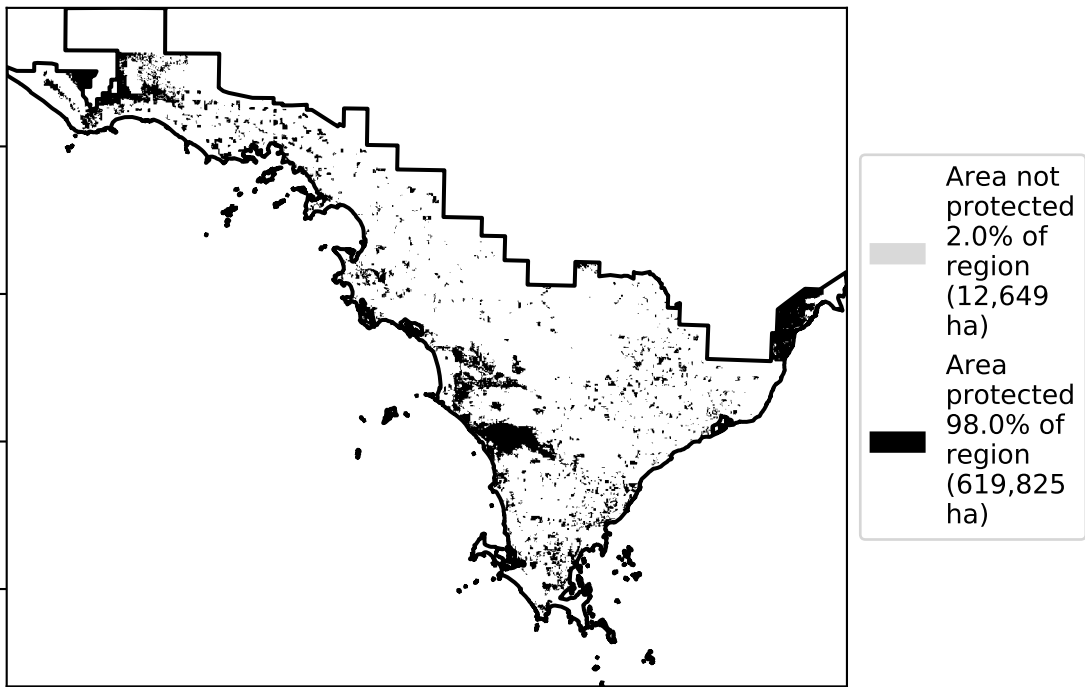 Area not
protected
2.0% of
region
(12,649
ha)
Area
protected
98.0% of
region
(619,825
ha)